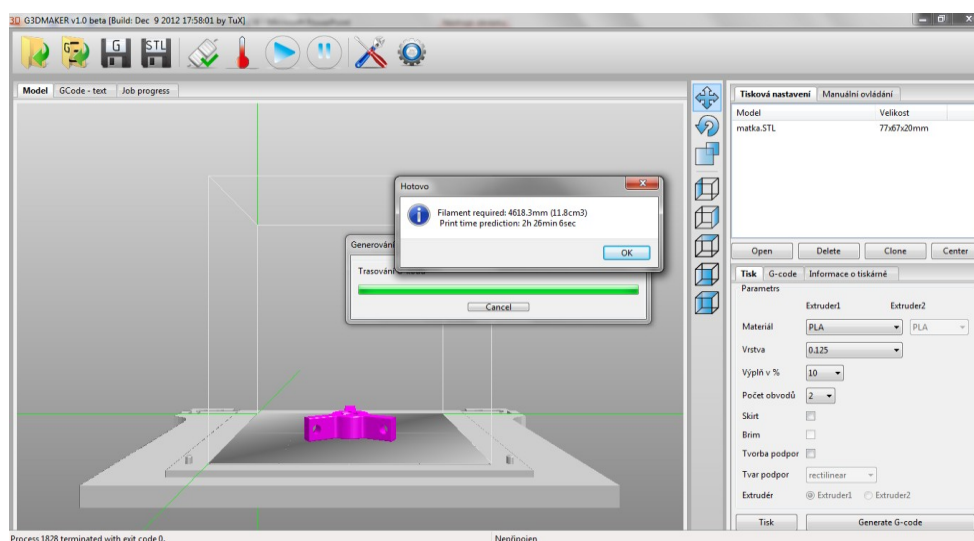 3D G3DMAKER v1.0 beta [Build: Dec 9 2012 17:58:01 by TuX]
G
G
STL
Model GCode - text Job progress
Tisková nastavení Manuální ovládání
Model Velikost
matka.STL 77x67x20mm
Hotovo
Filament required: 4618.3mm (11.8cm3)
Print time prediction: 2h 26min 6sec
OK
Generování
Trasování
Cancel
Open Delete Clone Center
Tisk G-code Informace o tiskárně
Parametrs
Extruder1 Extruder2
Materiál PLA PLA
Vrstva 0.125
Výplň v % 10
Počet obvodů 2
Skirt
Brim
Tvorba podpor
Tvar podpor rectilinear
Extrudér Extruder1 Extruder2
Tisk Generate G-code
Process 1828 terminated with exit code 0. Nepřipojen